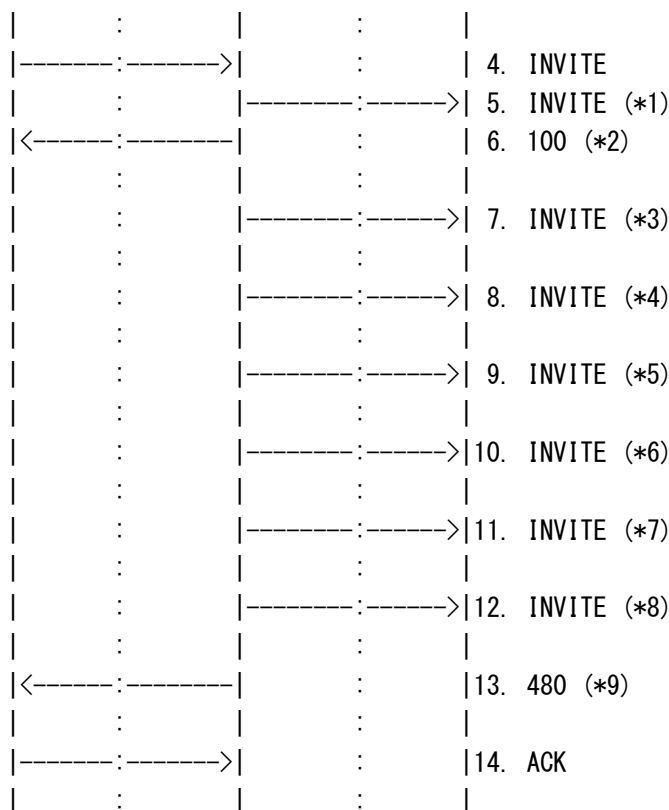 4. INVITE
5. INVITE (*1)
6. 100 (*2)
7. INVITE (*3)
8. INVITE (*4)
9. INVITE (*5)
10. INVITE (*6)
11. INVITE (*7)
12. INVITE (*8)
13. 480 (*9)
14. ACK